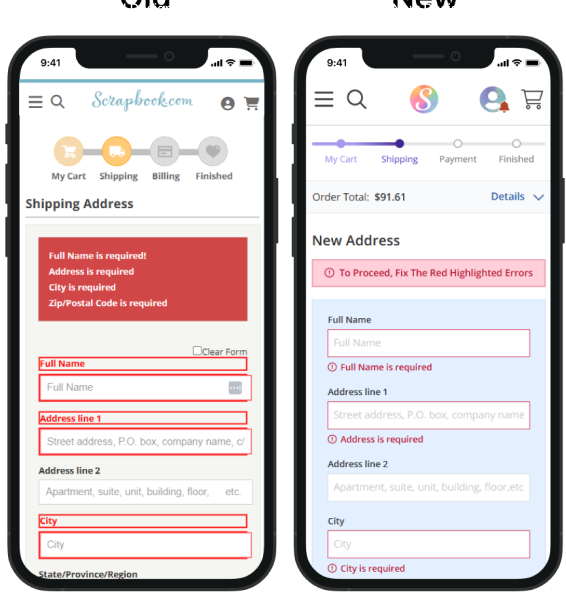 Old
9:41
Scrapbook.com
My Cart Shipping Billing Finished
Shipping Address
Full Name is required!
Address is required
City is required
Zip/Postal Code is required
Clear Form
Full Name
Full Name
Address line 1
Street address, P.O. box, company name, c/
Address line 2
Apartment, suite, unit, building, floor, etc.
City
City
State/Province/Region
New
9:41
S
My Cart Shipping Payment Finished
Order Total: $91.61 Details
New Address
To Proceed, Fix The Red Highlighted Errors
Full Name
Full Name
Full Name is required
Address line 1
Street address, P.O. box, company name
Address is required
Address line 2
Apartment, suite, unit, building, floor,etc
City
City
City is required